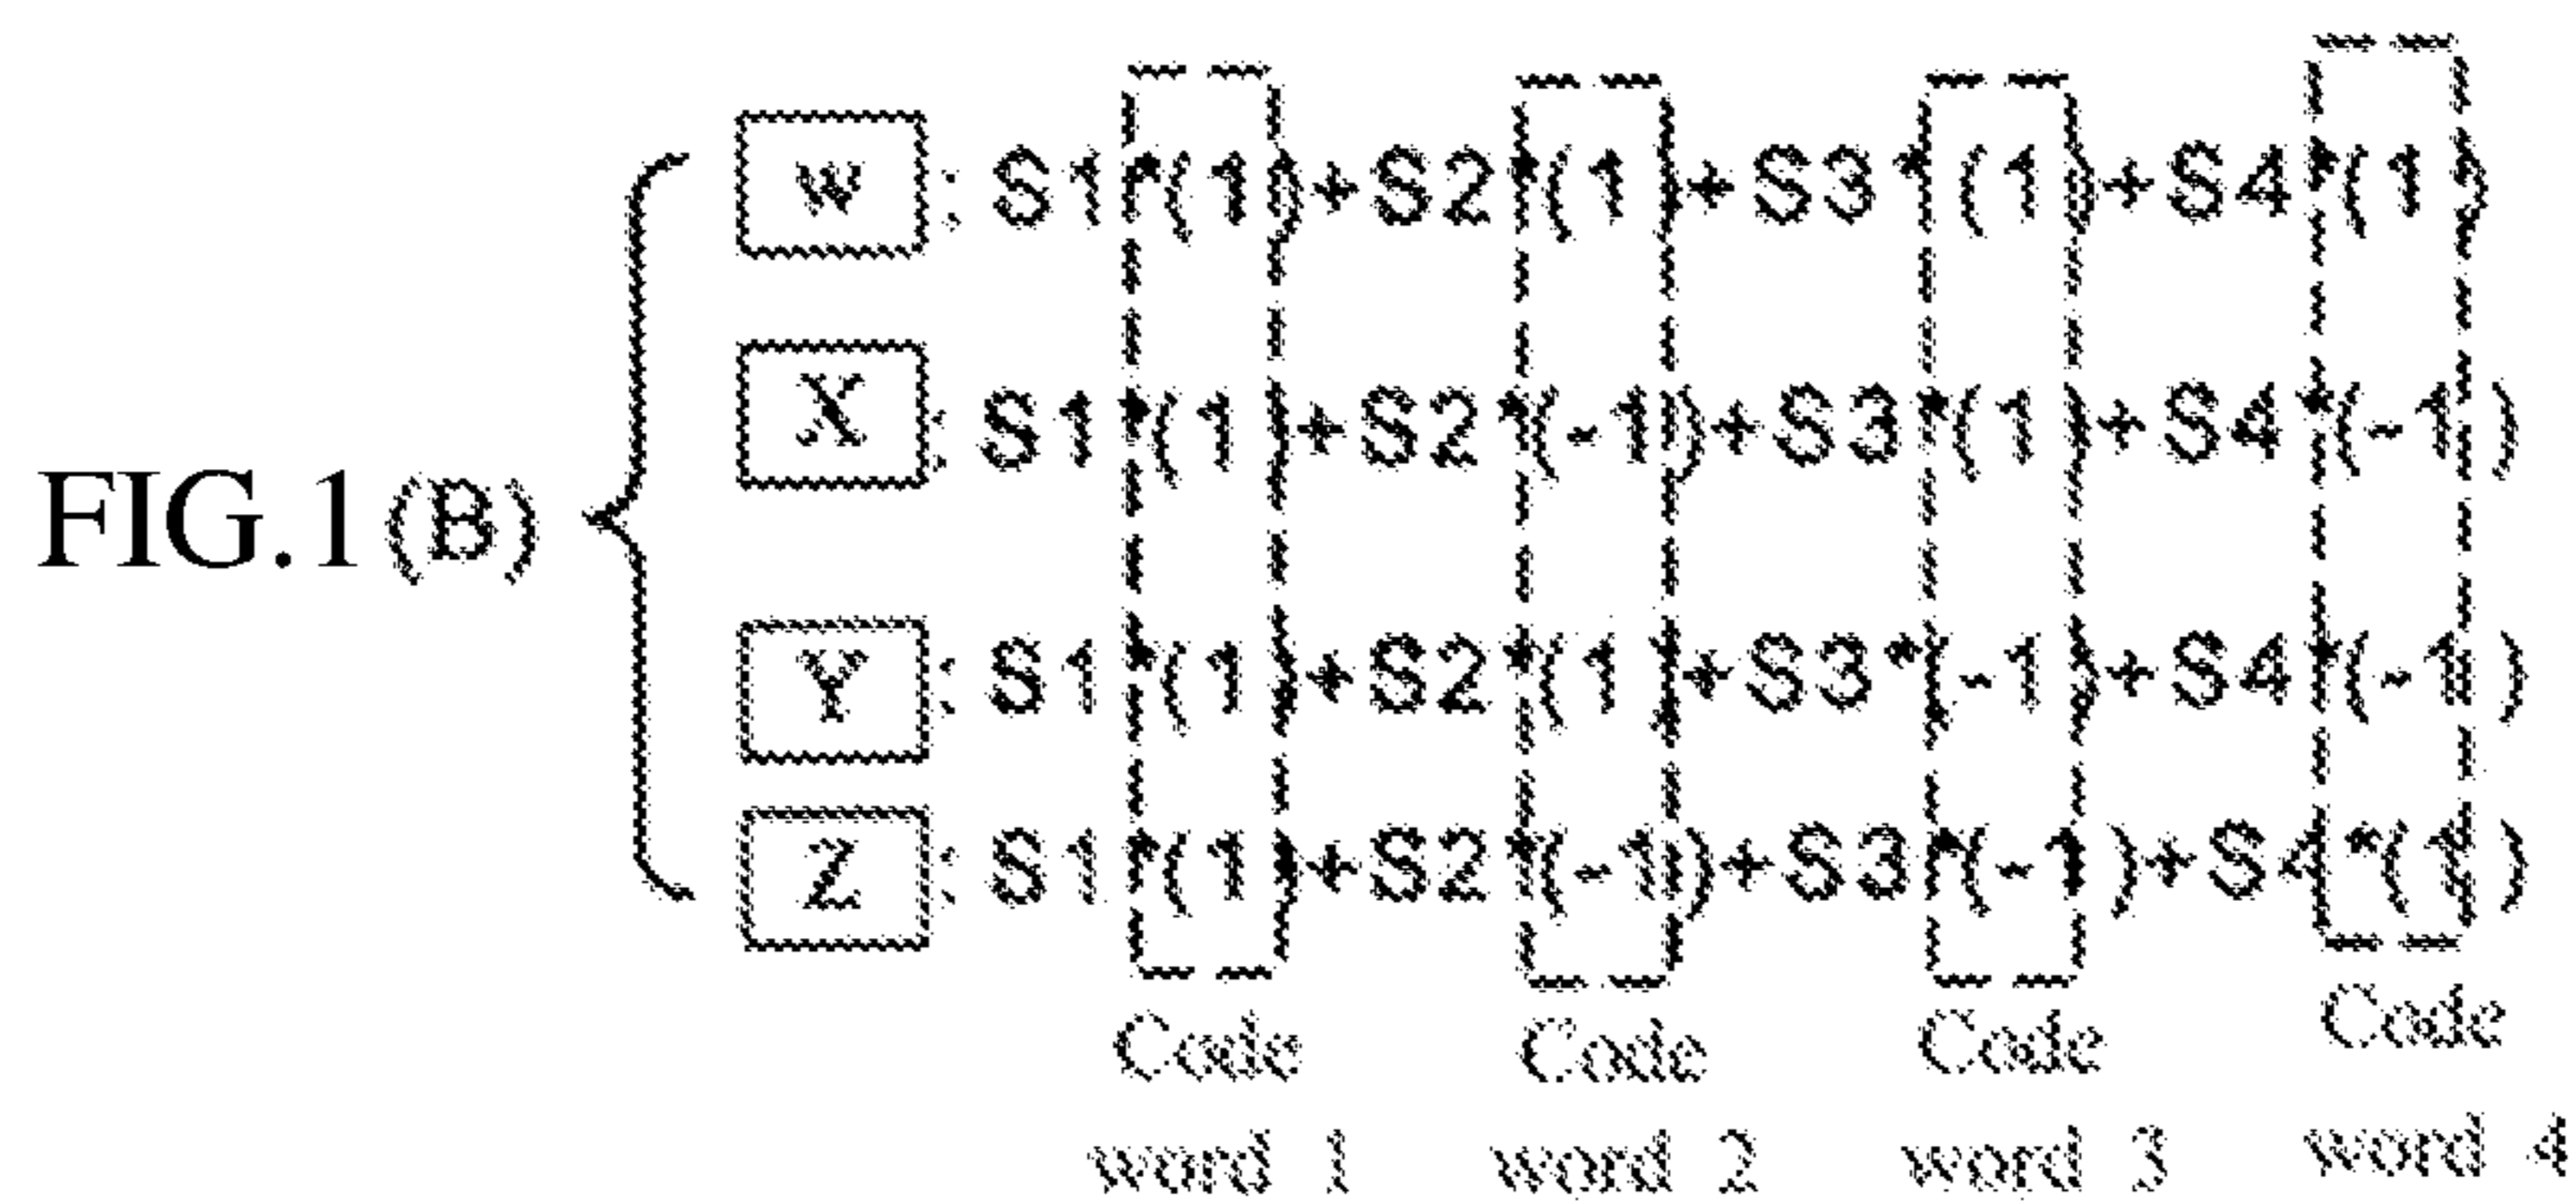 w : S1*(1)+S2*(1)+S3*(1)+S4*(1)
X : S1*(1)+S2*(-1)+S3*(1)+S4*(-1)
FIG.1(B)
Y : S1*(1)+S2*(1)+S3*(-1)+S4*(-1)
Z : S1*(1)+S2*(-1)+S3*(-1)+S4*(1)
Code word 1
Code word 2
Code word 3
Code word 4